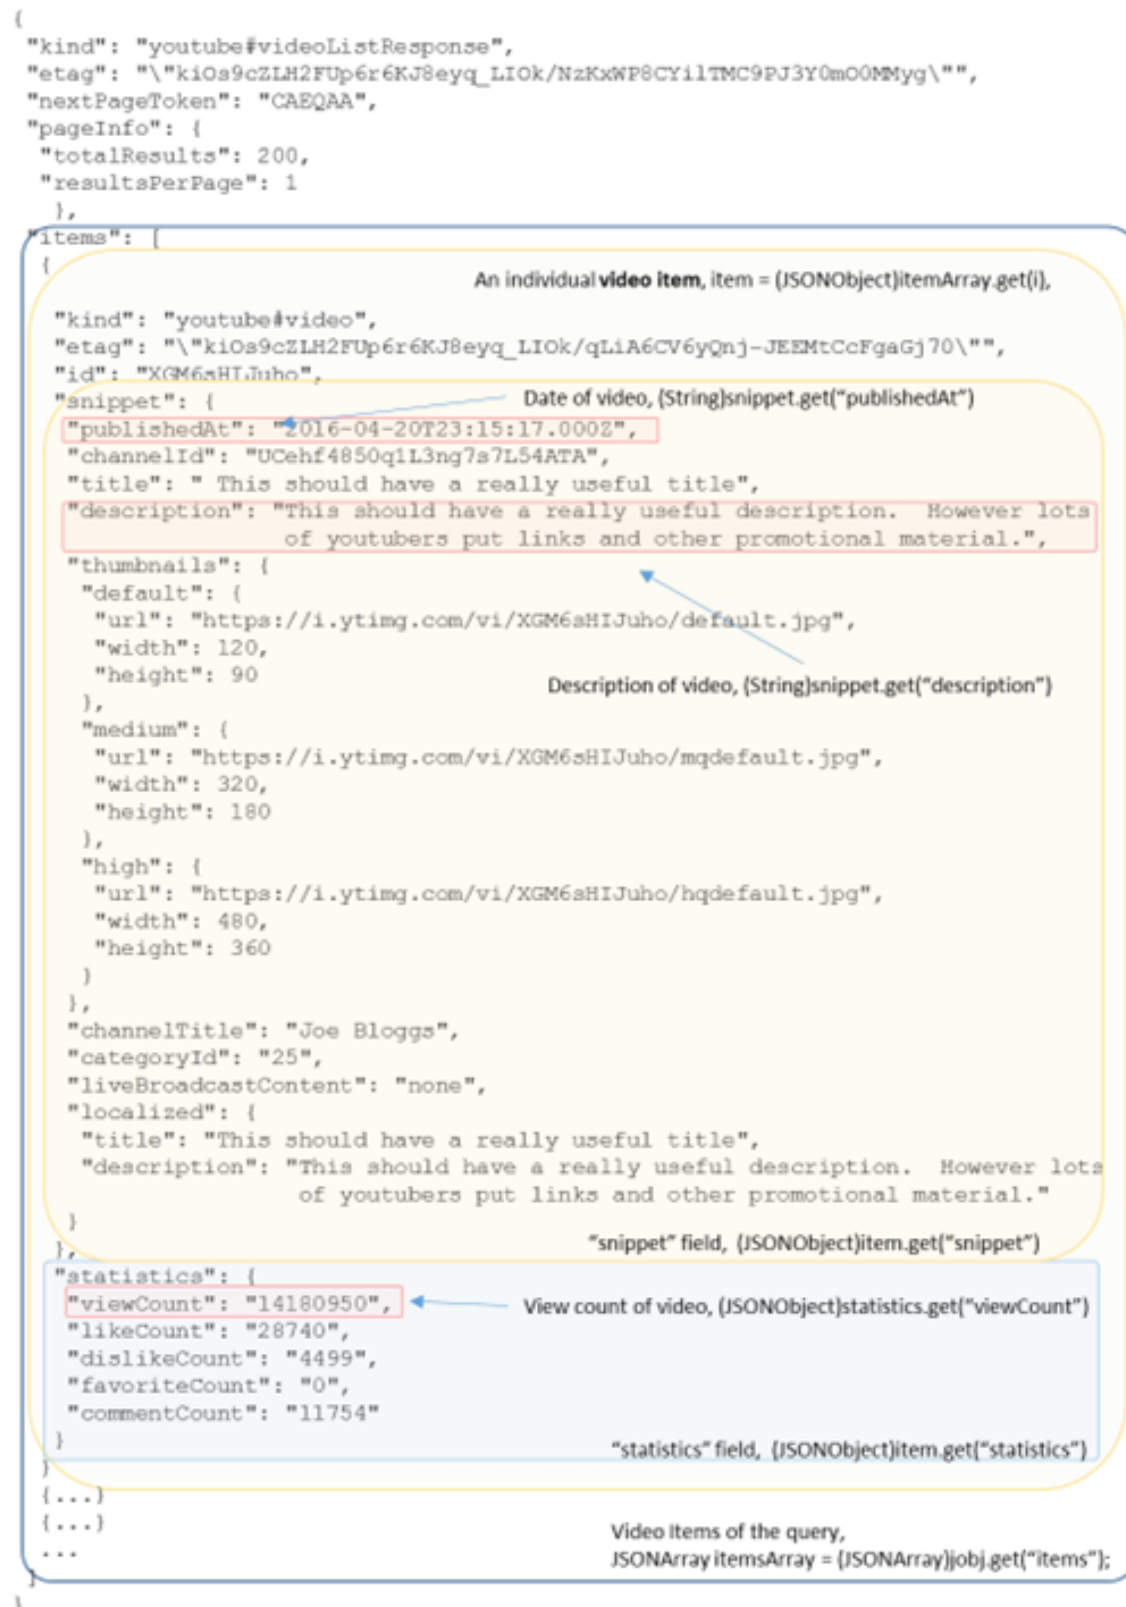 {
"kind": "youtube#videoListResponse",
"etag": "\"kiOs9cZLH2FUp6r6KJ8eyq_LIOk/NzKxWP8CYilTMC9PJ3Y0mO0MMyg\"",
"nextPageToken": "CAEQAA",
"pageInfo": {
"totalResults": 200,
"resultsPerPage": 1
},
"items": [
{
An individual video item, item = (JSONObject)itemArray.get(i),
"kind": "youtube#video",
"etag": "\"kiOs9cZLH2FUp6r6KJ8eyq_LIOk/qLiA6CV6yQnj-JEEMtCcFgaGj70\"",
"id": "XGM6sHIJuho",
"snippet": { Date of video, (String)snippet.get("publishedAt")
"publishedAt": "2016-04-20T23:15:17.000Z",
"channelId": "UCehf4850q1L3ng7s7L54ATA",
"title": " This should have a really useful title",
"description": "This should have a really useful description. However lots
of youtubers put links and other promotional material.",
"thumbnails": {
"default": {
"url": "https://i.ytimg.com/vi/XGM6sHIJuho/default.jpg",
"width": 120,
"height": 90
Description of video, (String)snippet.get("description")
},
"medium": {
"url": "https://i.ytimg.com/vi/XGM6sHIJuho/mqdefault.jpg",
"width": 320,
"height": 180
},
"high": {
"url": "https://i.ytimg.com/vi/XGM6sHIJuho/hqdefault.jpg",
"width": 480,
"height": 360
}
},
"channelTitle": "Joe Bloggs",
"categoryId": "25",
"liveBroadcastContent": "none",
"localized": {
"title": "This should have a really useful title",
"description": "This should have a really useful description. However lots
of youtubers put links and other promotional material."
}
"snippet" field, (JSONObject)item.get("snippet")
},
"statistics": {
"viewCount": "14180950", View count of video, (JSONObject)statistics.get("viewCount")
"likeCount": "28740",
"dislikeCount": "4499",
"favoriteCount": "0",
"commentCount": "11754"
}
"statistics" field, (JSONObject)item.get("statistics")
}
{...}
{...}
...
Video Items of the query,
JSONArray itemsArray = (JSONArray)jobj.get("items");
]
}